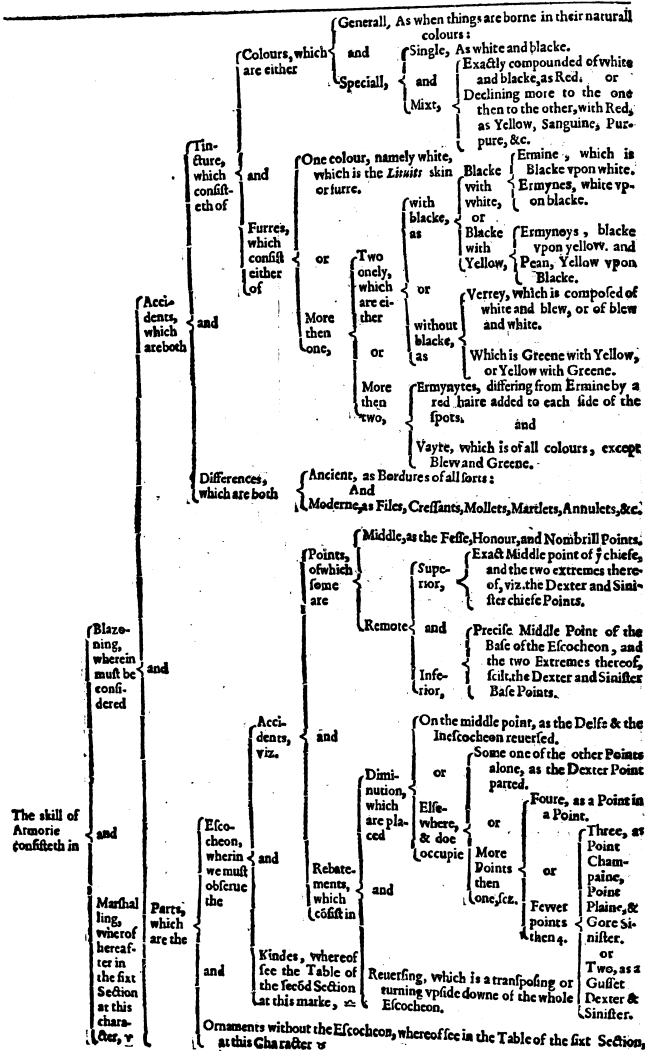 Generall, As when things are borne in their naturall
colours:
Colours, which
are either
and
Speciall,
Single, As white and blacke.
and
Mixt,
Exactly compounded of white
and blacke, as Red. or
Declining more to the one
then to the other, with Red,
as Yellow, Sanguine, Pur-
pure, &c.
Tin-
cture,
which
consist-
eth of
and
Furres,
which
consist
either
of
One colour, namely white,
which is the Lituits skin
or furre.
or
More
then
one,
Two
onely,
which
are ei-
ther
or
More
then
two,
with
blacke,
as
or
without
blacke,
as
Blacke
with
white,
or
Blacke
with
Yellow,
Ermine, which is
Blacke vpon white.
Ermynes, white vp-
on blacke.
Ermynoys, blacke
vpon yellow. and
Pean, Yellow vpon
Blacke.
Verrey, which is composed of
white and blew, or of blew
and white.
Which is Greene with Yellow,
or Yellow with Greene.
Ermynytes, differing from Ermine by a
red haire added to each side of the
spots.
and
Vayre, which is of all colours, except
Blew and Greene.
Acci-
dents,
which
are both
and
Differences,
which are both
Ancient, as Bordures of all sorts:
And
Moderne, as Files, Cressants, Mollets, Martlets, Annulets, &c.
Blazo-
ning,
wherein
must be
consi-
dered
and
Points,
of which
some
are
Middle, as the Fesse, Honour, and Nombrill Points.
Remote
Supe-
rior,
and
Infe-
rior,
Exact Middle point of yͤ chiefe,
and the two extremes there-
of, viz. the Dexter and Sini-
ster chiefe Points.
Precise Middle Point of the
Base of the Escocheon, and
the two Extremes thereof,
scilt. the Dexter and Sinister
Base Points.
Acci-
dents,
viz.
and
Rebate-
ments,
which
cõsist in
Dimi-
nution,
which
are pla-
ced
and
On the middle point, as the Delfe & the
Inescocheon reuersed.
or
Else-
where,
& doe
occupie
Some one of the other Points
alone, as the Dexter Point
parted.
or
More
Points
then
one, scz.
Foure, as a Point in
a Point.
or
Fewer
points
then 4.
Three, as
Point
Cham-
paine,
Point
Plaine, &
Gore Si-
nister.
or
Two, as a
Gusset
Dexter &
Sinister.
Reuersing, which is a transposing or
turning vpside downe of the whole
Escocheon.
The skill of
Armorie
consisteth in
and
Marshal
ling,
wherof
hereaf-
ter in
the sixt
Section
at this
chara-
cter, ♈
Parts,
which
are the
Esco-
cheon,
wherin
we must
obserue
the
and
Kindes, whereof
see the Table of
the secõd Section
at this marke,
and
Ornaments without the Escocheon, whereof see in the Table of the sixt Section,
at this Character ♉